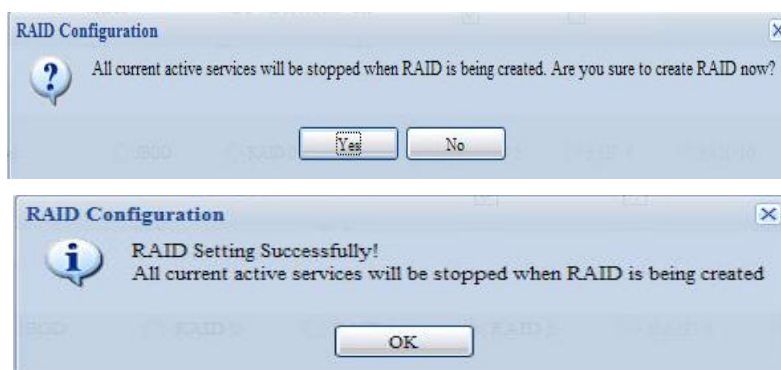 RAID Configuration
All current active services will be stopped when RAID is being created. Are you sure to create RAID now?
Yes
No
RAID Configuration
RAID Setting Successfully!
All current active services will be stopped when RAID is being created
OK